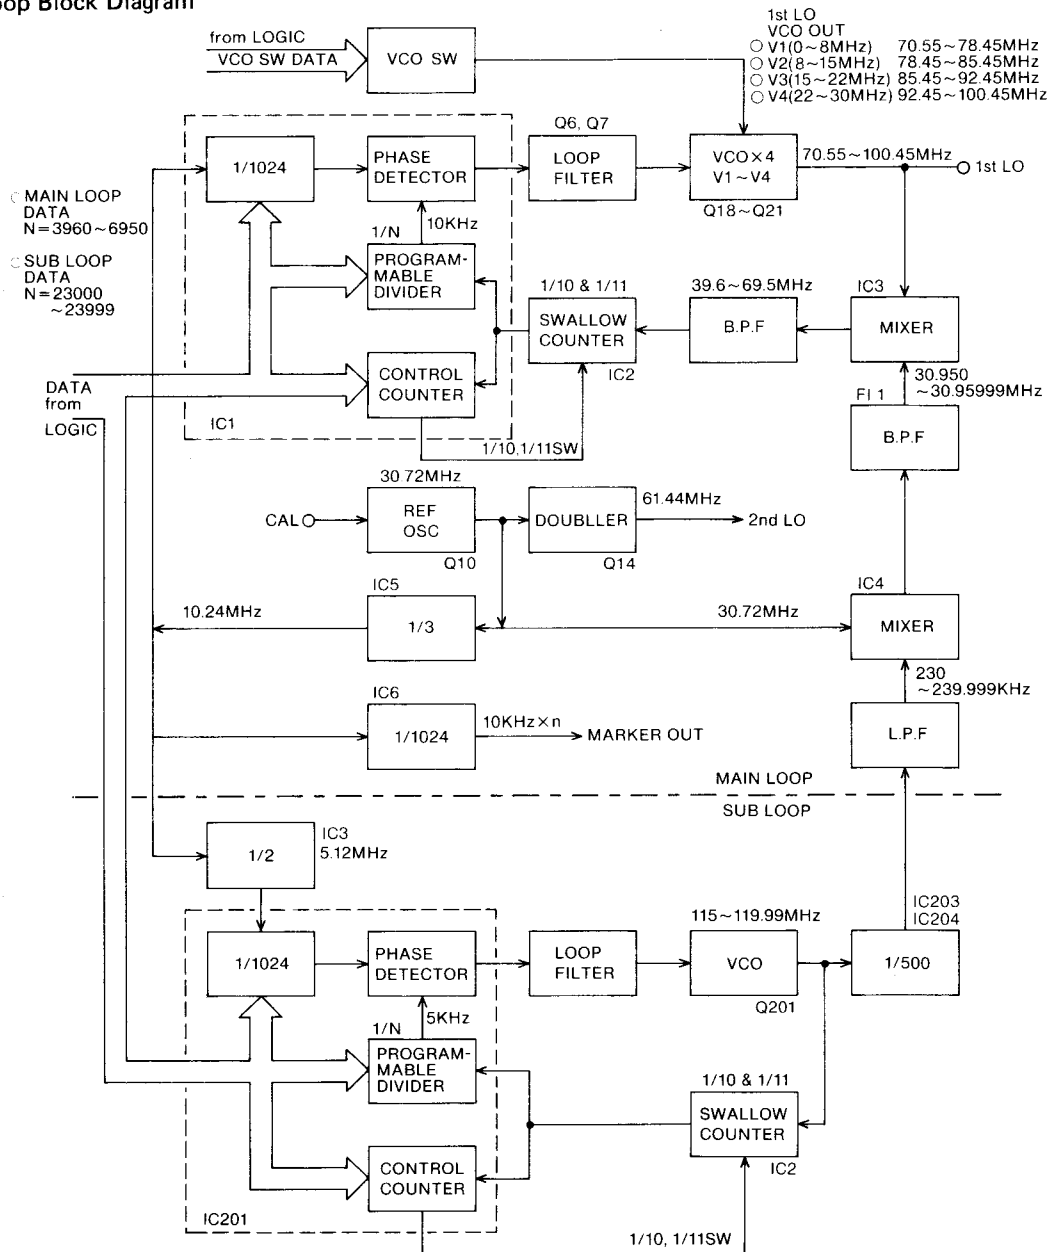 oop Block Diagram
from LOGIC
VCO SW DATA
VCO SW
1st LO
VCO OUT
○ V1(0~8MHz) 70.55~78.45MHz
○ V2(8~15MHz) 78.45~85.45MHz
○ V3(15~22MHz) 85.45~92.45MHz
○ V4(22~30MHz) 92.45~100.45MHz
○ MAIN LOOP
DATA
N=3960~6950
○ SUB LOOP
DATA
N=23000
~23999
1/1024
PHASE
DETECTOR
Q6, Q7
LOOP
FILTER
VCO×4
V1~V4
Q18~Q21
70.55~100.45MHz
1st LO
10KHz
1/N
PROGRAM-
MABLE
DIVIDER
1/10 & 1/11
SWALLOW
COUNTER
IC2
39.6~69.5MHz
B.P.F
IC3
MIXER
30.950
~30.95999MHz
CONTROL
COUNTER
IC1
1/10,1/11SW
DATA
from
LOGIC
FI 1
B.P.F
30.72MHz
CAL
REF
OSC
Q10
DOUBLLER
Q14
61.44MHz
2nd LO
10.24MHz
IC5
1/3
30.72MHz
IC4
MIXER
230
~239.999KHz
IC6
1/1024
10KHz×n
MARKER OUT
L.P.F
MAIN LOOP
SUB LOOP
1/2
IC3
5.12MHz
1/1024
PHASE
DETECTOR
LOOP
FILTER
115~119.99MHz
VCO
Q201
IC203
IC204
1/500
5KHz
1/N
PROGRAM-
MABLE
DIVIDER
1/10 & 1/11
SWALLOW
COUNTER
IC2
CONTROL
COUNTER
IC201
1/10, 1/11SW